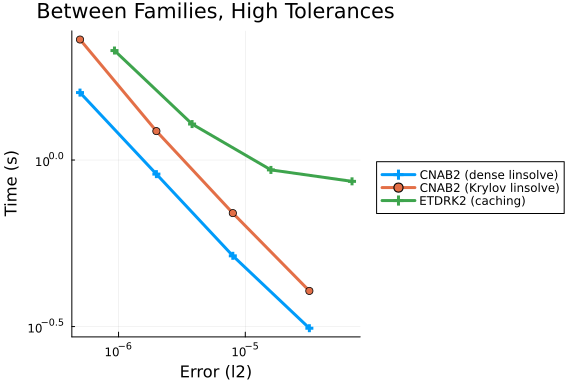 Between Families, High Tolerances
Time (s)
10^0.0
10^-0.5
10^-6
10^-5
Error (l2)
CNAB2 (dense linsolve)
CNAB2 (Krylov linsolve)
ETDRK2 (caching)